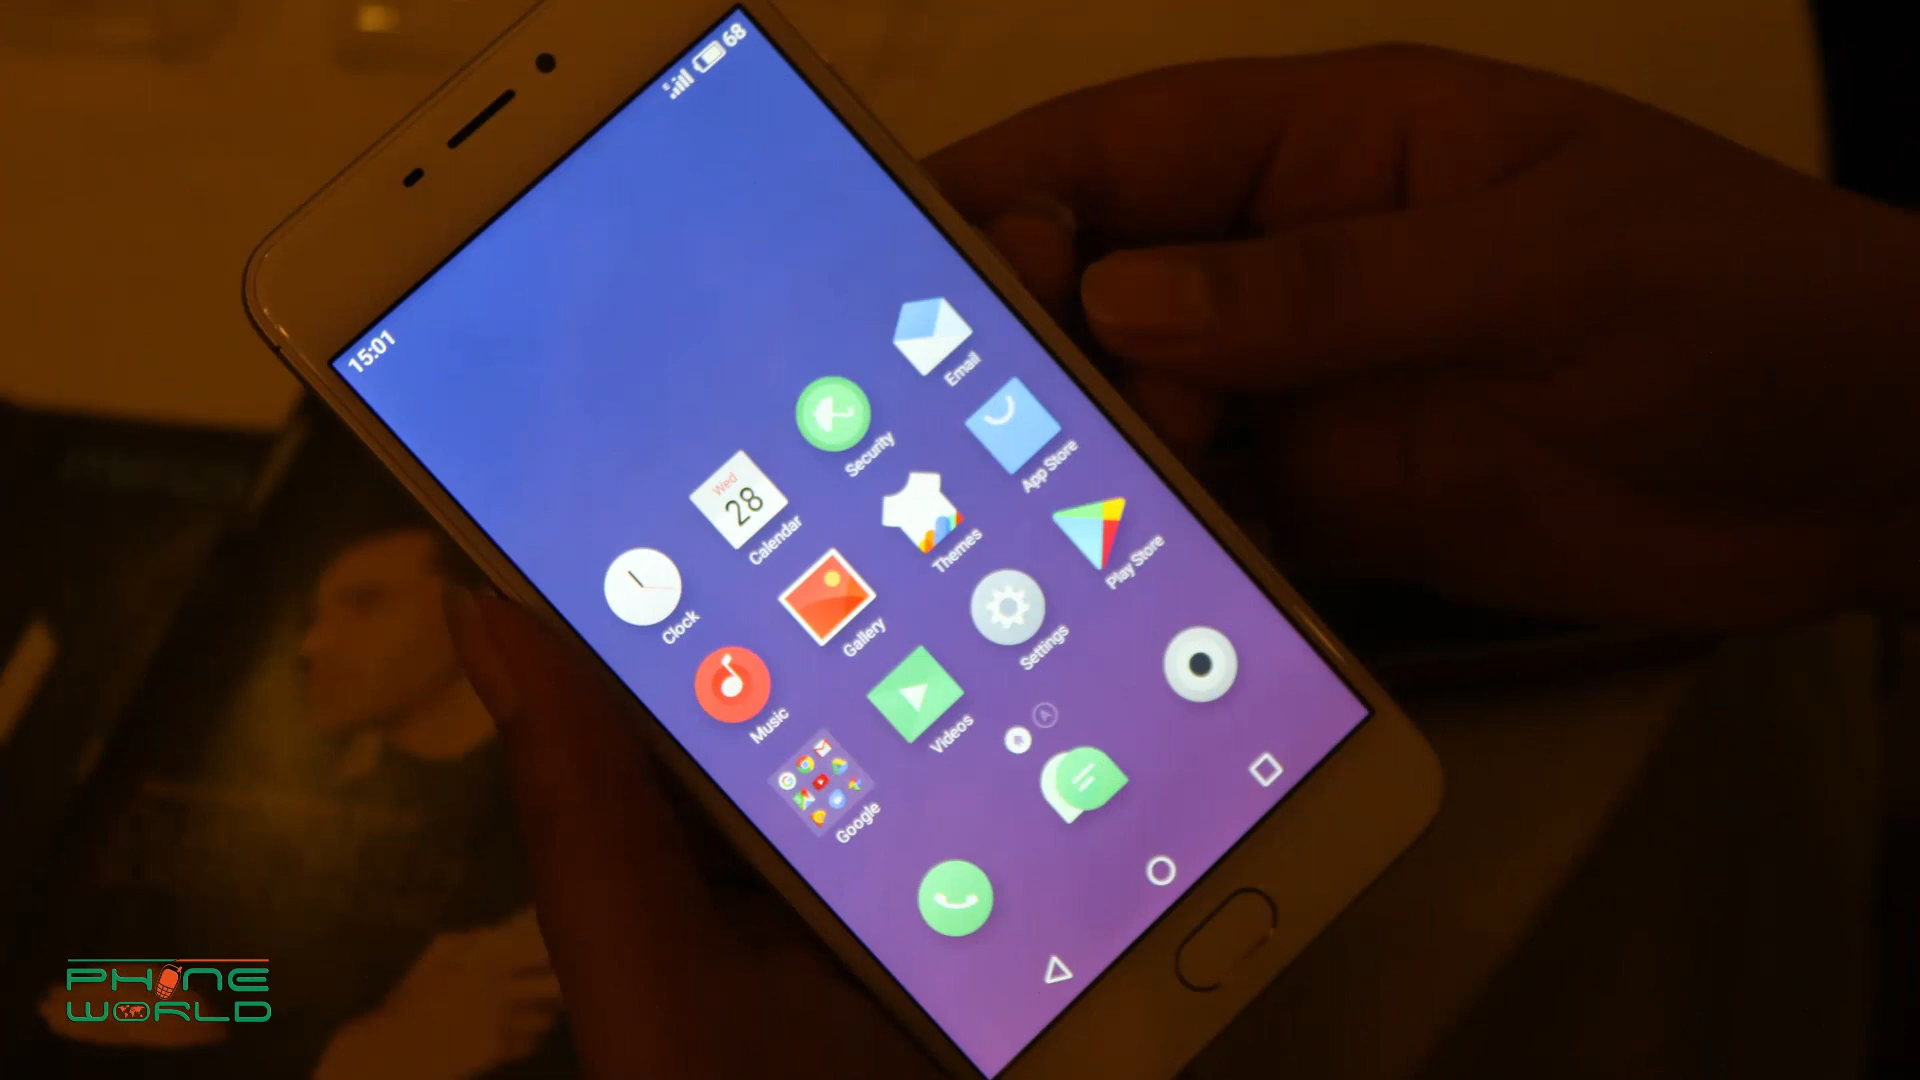 15:01
68
Clock
Wed
28
Calendar
Security
Email
Music
Gallery
Themes
App Store
Google
Videos
Settings
Play Store
PHONE
WORLD